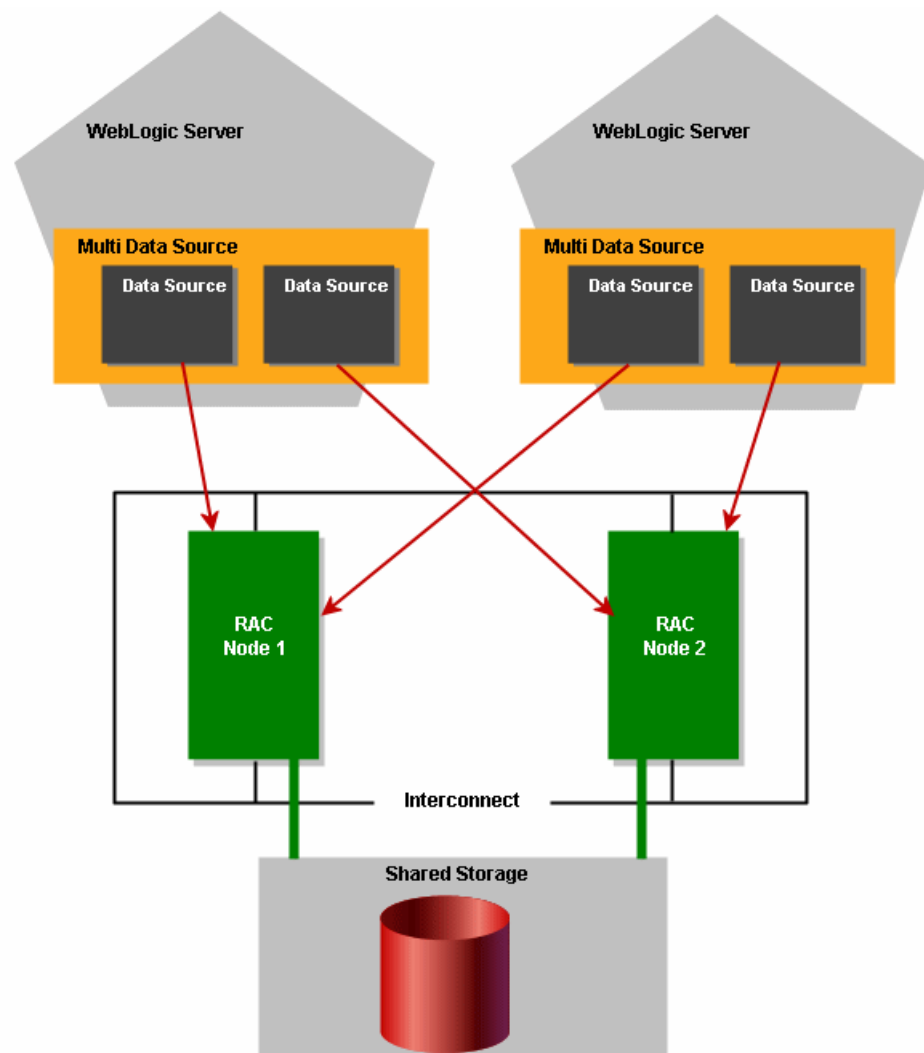 WebLogic Server
WebLogic Server
Multi Data Source
Multi Data Source
Data Source
Data Source
Data Source
Data Source
RAC
Node 1
RAC
Node 2
Interconnect
Shared Storage